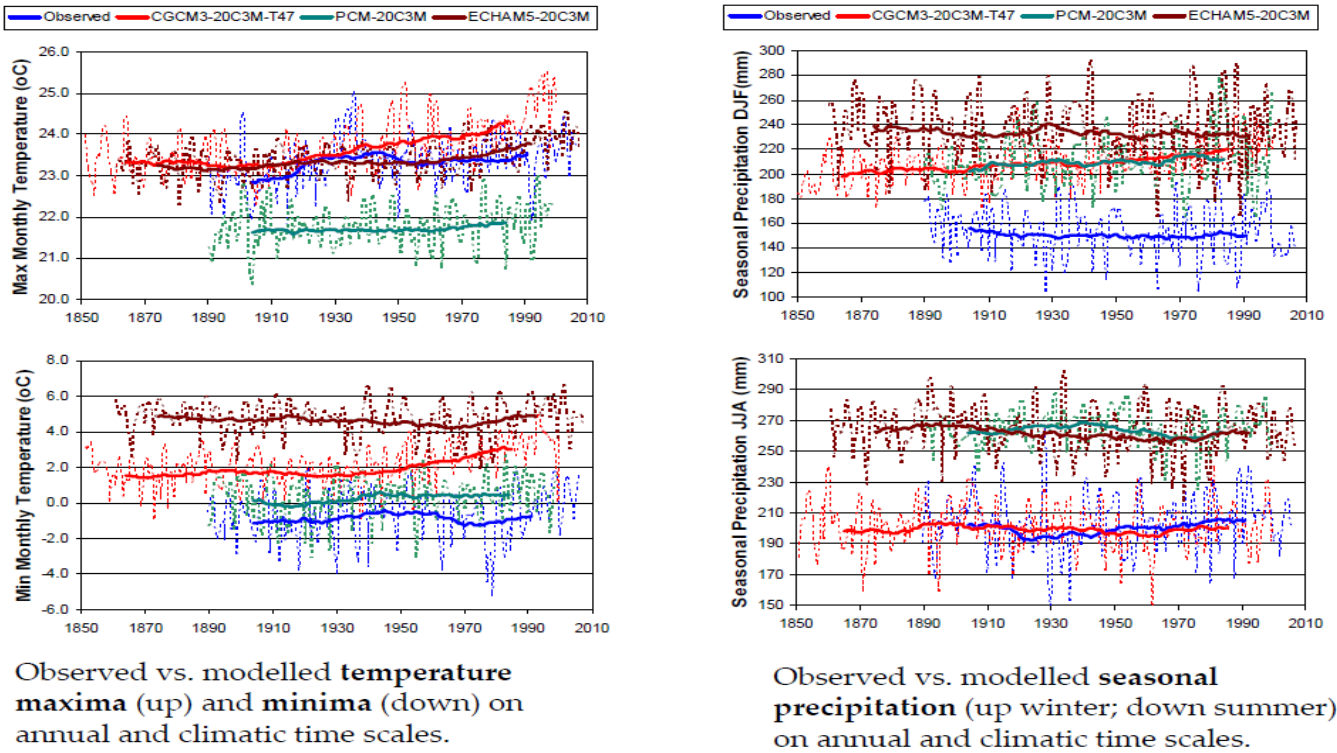 Observed CGCM3-20C3M-T47 PCM-20C3M ECHAM5-20C3M
Max Monthly Temperature (oC)
26.0
25.0
24.0
23.0
22.0
21.0
20.0
1850 1870 1890 1910 1930 1950 1970 1990 2010
Min Monthly Temperature (oC)
8.0
6.0
4.0
2.0
0.0
-2.0
-4.0
-6.0
1850 1870 1890 1910 1930 1950 1970 1990 2010
Observed vs. modelled temperature
maxima (up) and minima (down) on
annual and climatic time scales.
Observed CGCM3-20C3M-T47 PCM-20C3M ECHAM5-20C3M
Seasonal Precipitation DJF(mm)
300
280
260
240
220
200
180
160
140
120
100
1850 1870 1890 1910 1930 1950 1970 1990 2010
Seasonal Precipitation JJA (mm)
310
290
270
250
230
210
190
170
150
1850 1870 1890 1910 1930 1950 1970 1990 2010
Observed vs. modelled seasonal
precipitation (up winter; down summer)
on annual and climatic time scales.